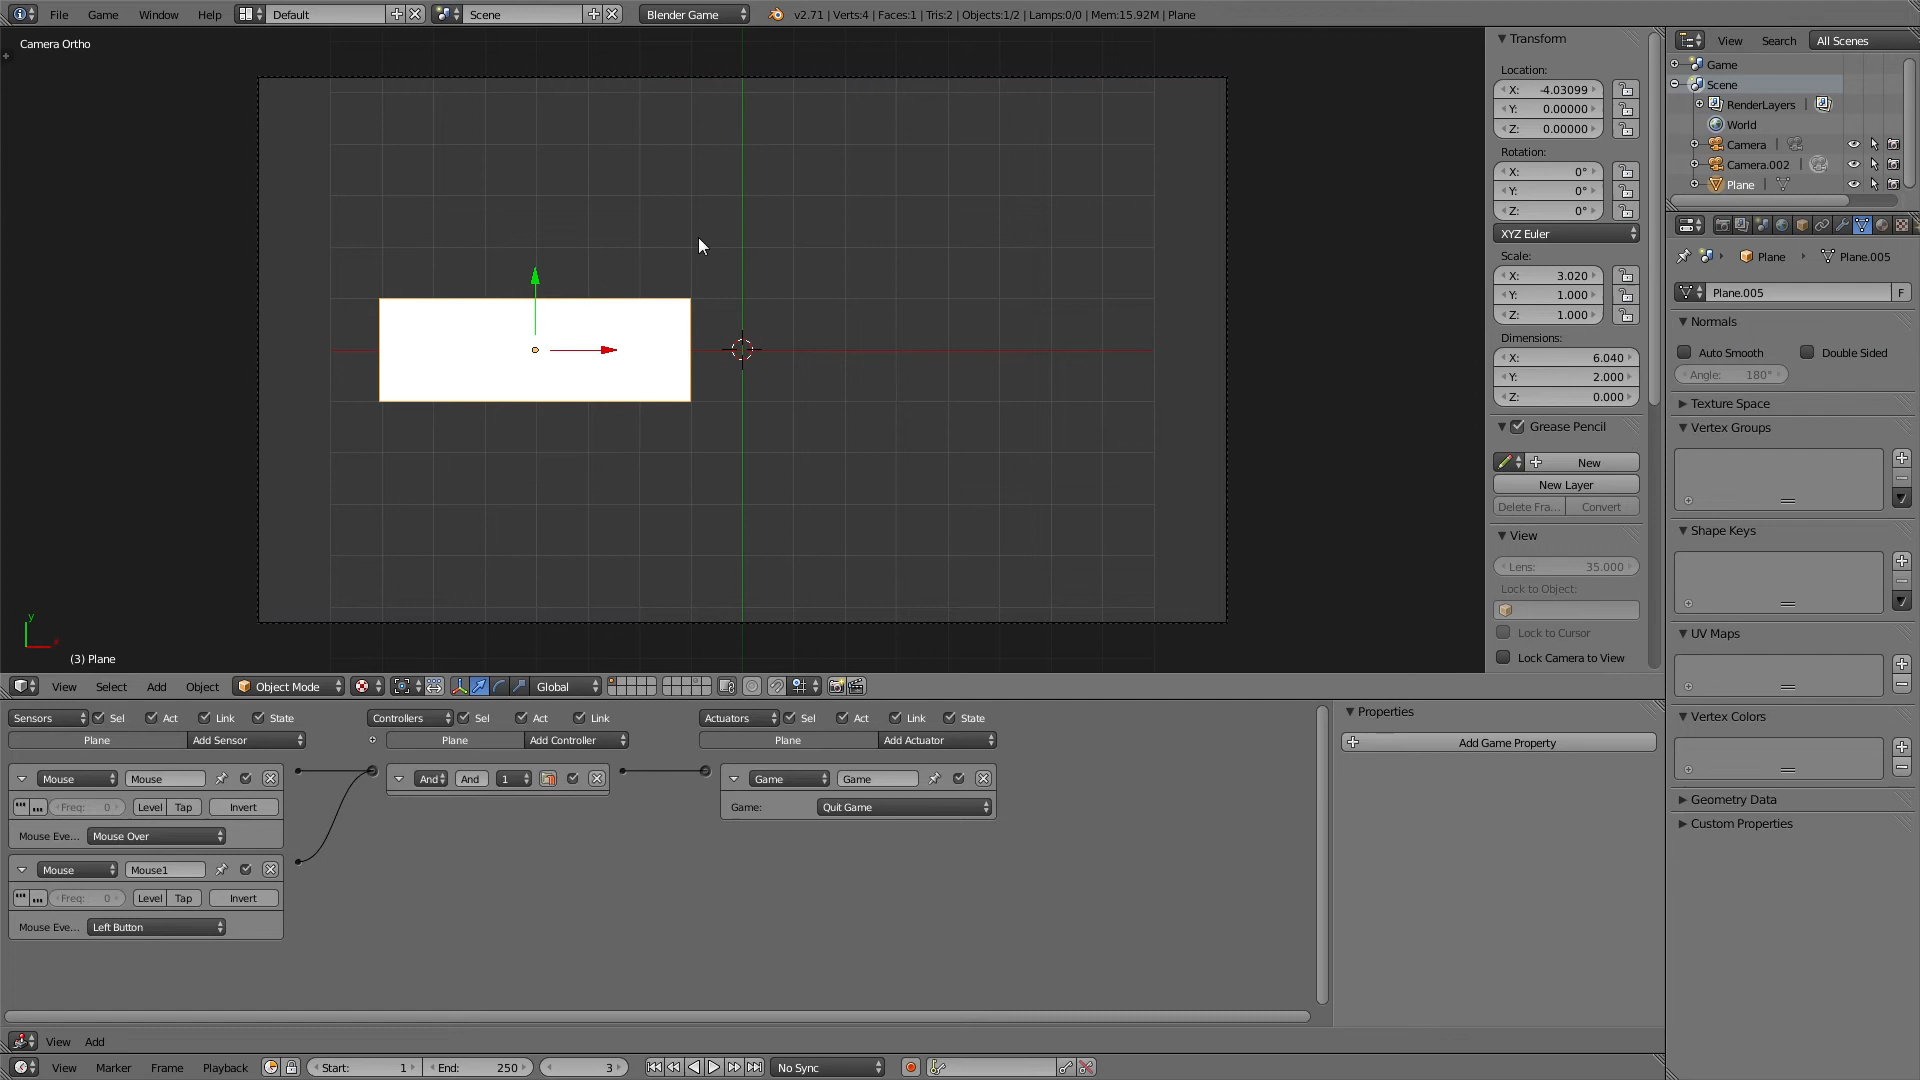 File Game Window Help Default Scene Blender Game v2.71 | Verts:4 | Faces:1 | Tris:2 | Objects:1/2 | Lamps:0/0 | Mem:15.92M | Plane
Camera Ortho
y
(3) Plane
Transform
Location:
X: -4.03099
Y: 0.00000
Z: 0.00000
Rotation:
X: 0°
Y: 0°
Z: 0°
XYZ Euler
Scale:
X: 3.020
Y: 1.000
Z: 1.000
Dimensions:
X: 6.040
Y: 2.000
Z: 0.000
Grease Pencil
New
New Layer
Delete Fra... Convert
View
Lens: 35.000
Lock to Object:
Lock to Cursor
Lock Camera to View
View Search All Scenes
Game
Scene
RenderLayers
World
Camera
Camera.002
Plane
Plane Plane.005
Plane.005 F
Normals
Auto Smooth Double Sided
Angle: 180°
Texture Space
Vertex Groups
Shape Keys
UV Maps
Vertex Colors
Geometry Data
Custom Properties
View Select Add Object Object Mode Global
Sensors Sel Act Link State Controllers Sel Act Link Actuators Sel Act Link State
Plane Add Sensor Plane Add Controller Plane Add Actuator
Mouse Mouse And And 1 Game Game
Freq: 0 Level Tap Invert Game: Quit Game
Mouse Eve... Mouse Over
Mouse Mouse1
Freq: 0 Level Tap Invert
Mouse Eve... Left Button
Properties
Add Game Property
View Add
View Marker Frame Playback Start: 1 End: 250 3 No Sync